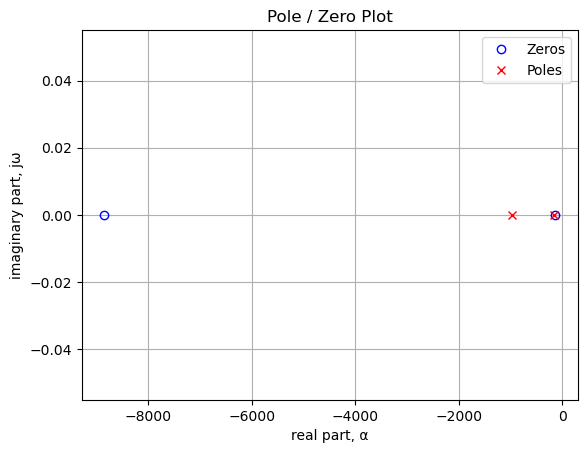 Pole / Zero Plot
Zeros
Poles
0.04
0.02
0.00
−0.02
−0.04
imaginary part, jω
−8000
−6000
−4000
−2000
0
real part, α